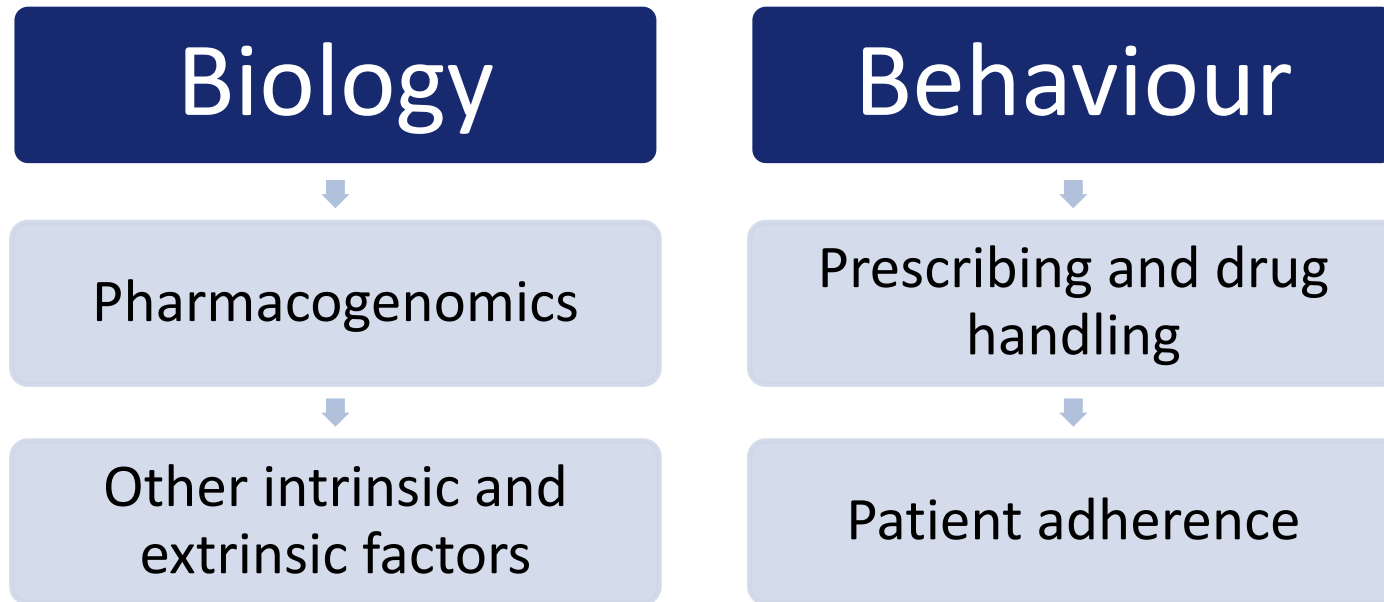 Biology
Pharmacogenomics
Other intrinsic and
extrinsic factors
Behaviour
Prescribing and drug
handling
Patient adherence